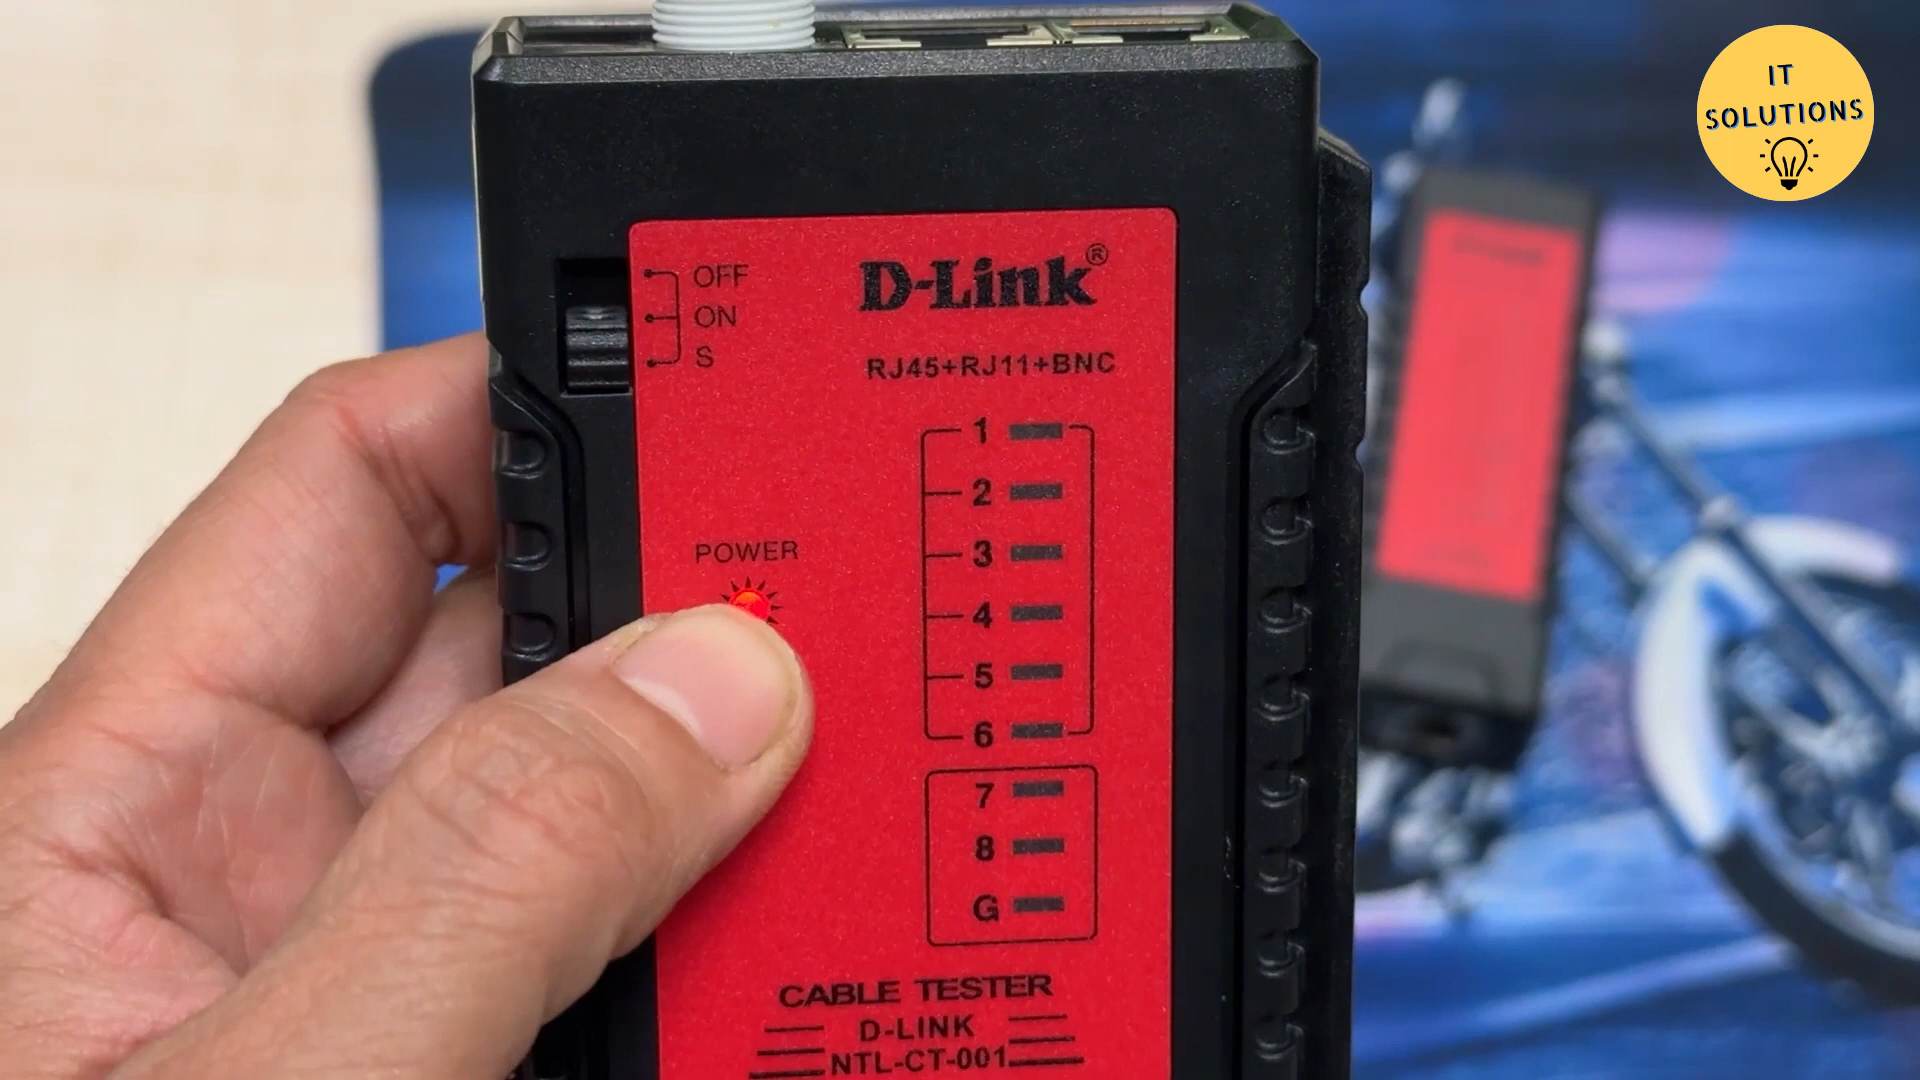 IT
SOLUTIONS
OFF
ON
S
D-Link®
RJ45+RJ11+BNC
1
2
3
4
5
6
7
8
G
POWER
CABLE TESTER
D-LINK
NTL-CT-001